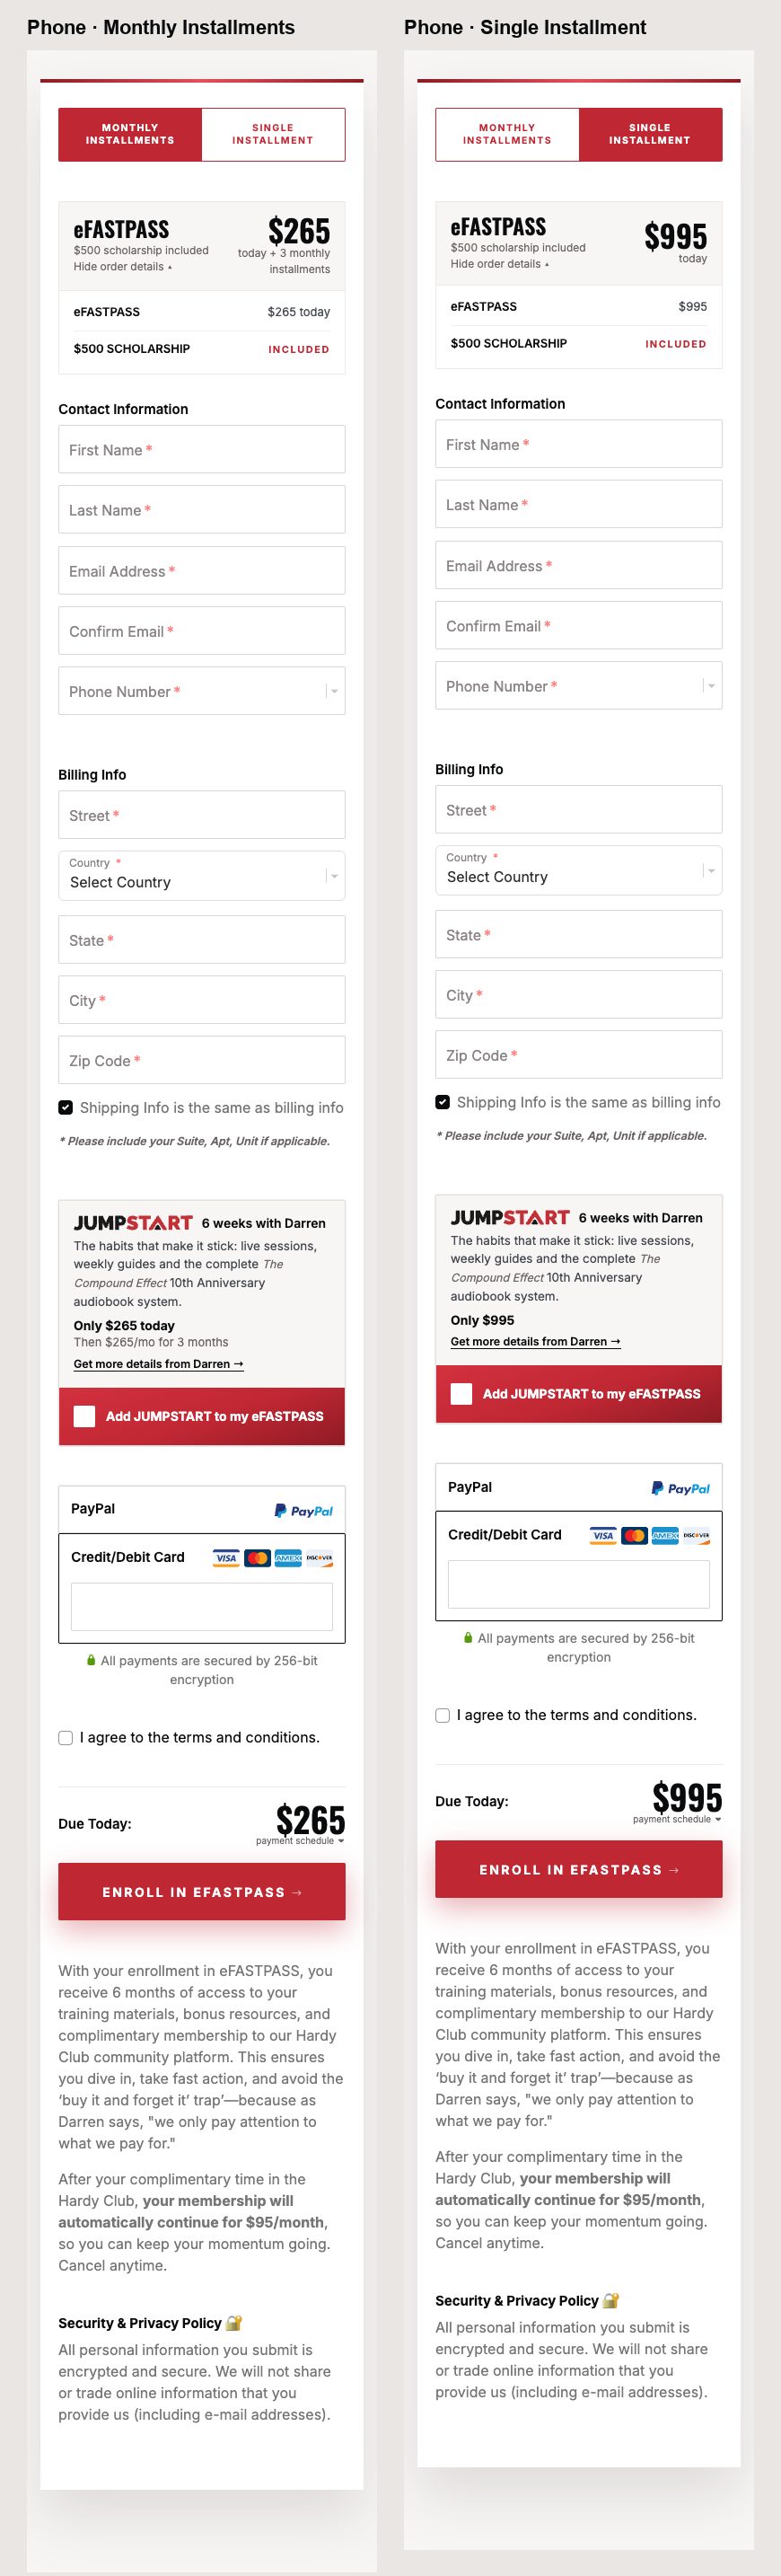 Phone · Monthly Installments
MONTHLY
INSTALLMENTS
SINGLE
INSTALLMENT
eFASTPASS
$500 scholarship included
Hide order details ▴
$265
today + 3 monthly
installments
eFASTPASS
$265 today
$500 SCHOLARSHIP
INCLUDED
Contact Information
First Name *
Last Name *
Email Address *
Confirm Email *
Phone Number *
Billing Info
Street *
Country *
Select Country
State *
City *
Zip Code *
Shipping Info is the same as billing info
* Please include your Suite, Apt, Unit if applicable.
JUMPSTART 6 weeks with Darren
The habits that make it stick: live sessions,
weekly guides and the complete The
Compound Effect 10th Anniversary
audiobook system.
Only $265 today
Then $265/mo for 3 months
Get more details from Darren →
Add JUMPSTART to my eFASTPASS
PayPal
PayPal
Credit/Debit Card
VISA
AMEX
DISCOVER
🔒 All payments are secured by 256-bit
encryption
I agree to the terms and conditions.
Due Today:
$265
payment schedule
ENROLL IN EFASTPASS →
With your enrollment in eFASTPASS, you
receive 6 months of access to your
training materials, bonus resources, and
complimentary membership to our Hardy
Club community platform. This ensures
you dive in, take fast action, and avoid the
‘buy it and forget it’ trap’—because as
Darren says, "we only pay attention to
what we pay for."
After your complimentary time in the
Hardy Club, your membership will
automatically continue for $95/month,
so you can keep your momentum going.
Cancel anytime.
Security & Privacy Policy 🔐
All personal information you submit is
encrypted and secure. We will not share
or trade online information that you
provide us (including e-mail addresses).
Phone · Single Installment
MONTHLY
INSTALLMENTS
SINGLE
INSTALLMENT
eFASTPASS
$500 scholarship included
Hide order details ▴
$995
today
eFASTPASS
$995
$500 SCHOLARSHIP
INCLUDED
Contact Information
First Name *
Last Name *
Email Address *
Confirm Email *
Phone Number *
Billing Info
Street *
Country *
Select Country
State *
City *
Zip Code *
Shipping Info is the same as billing info
* Please include your Suite, Apt, Unit if applicable.
JUMPSTART 6 weeks with Darren
The habits that make it stick: live sessions,
weekly guides and the complete The
Compound Effect 10th Anniversary
audiobook system.
Only $995
Get more details from Darren →
Add JUMPSTART to my eFASTPASS
PayPal
PayPal
Credit/Debit Card
VISA
AMEX
DISCOVER
🔒 All payments are secured by 256-bit
encryption
I agree to the terms and conditions.
Due Today:
$995
payment schedule
ENROLL IN EFASTPASS →
With your enrollment in eFASTPASS, you
receive 6 months of access to your
training materials, bonus resources, and
complimentary membership to our Hardy
Club community platform. This ensures
you dive in, take fast action, and avoid the
‘buy it and forget it’ trap’—because as
Darren says, "we only pay attention to
what we pay for."
After your complimentary time in the
Hardy Club, your membership will
automatically continue for $95/month,
so you can keep your momentum going.
Cancel anytime.
Security & Privacy Policy 🔐
All personal information you submit is
encrypted and secure. We will not share
or trade online information that you
provide us (including e-mail addresses).